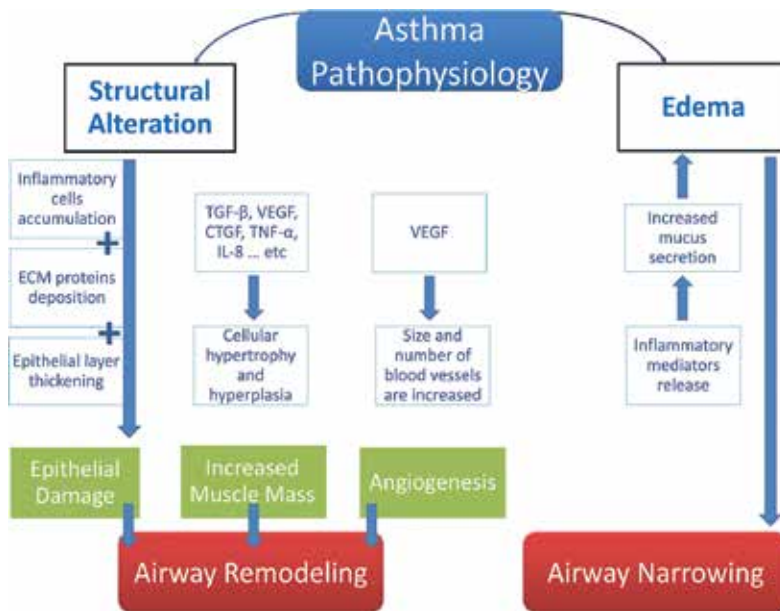 Asthma
Pathophysiology
Structural
Alteration
Edema
Inflammatory
cells
accumulation
+
ECM proteins
deposition
+
Epithelial layer
thickening
TGF-β, VEGF,
CTGF, TNF-α,
IL-8 ... etc
Cellular
hypertrophy
and
hyperplasia
VEGF
Size and
number of
blood vessels
are increased
Increased
mucus
secretion
Inflammatory
mediators
release
Epithelial
Damage
Increased
Muscle Mass
Angiogenesis
Airway Remodeling
Airway Narrowing